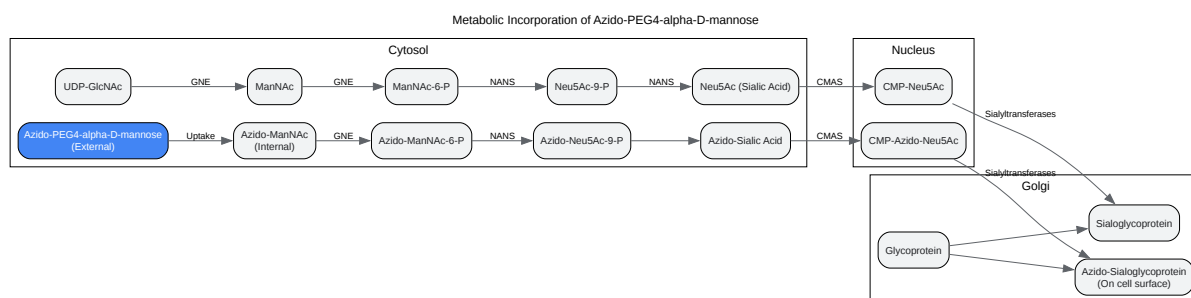 Metabolic Incorporation of Azido-PEG4-alpha-D-mannose
Cytosol
Nucleus
UDP-GlcNAc
GNE
ManNAc
GNE
ManNAc-6-P
NANS
Neu5Ac-9-P
NANS
Neu5Ac (Sialic Acid)
CMAS
CMP-Neu5Ac
Sialyltransferases
Azido-PEG4-alpha-D-mannose
(External)
Uptake
Azido-ManNAc
(Internal)
GNE
Azido-ManNAc-6-P
NANS
Azido-Neu5Ac-9-P
Azido-Sialic Acid
CMAS
CMP-Azido-Neu5Ac
Sialyltransferases
Golgi
Sialoglycoprotein
Glycoprotein
Azido-Sialoglycoprotein
(On cell surface)